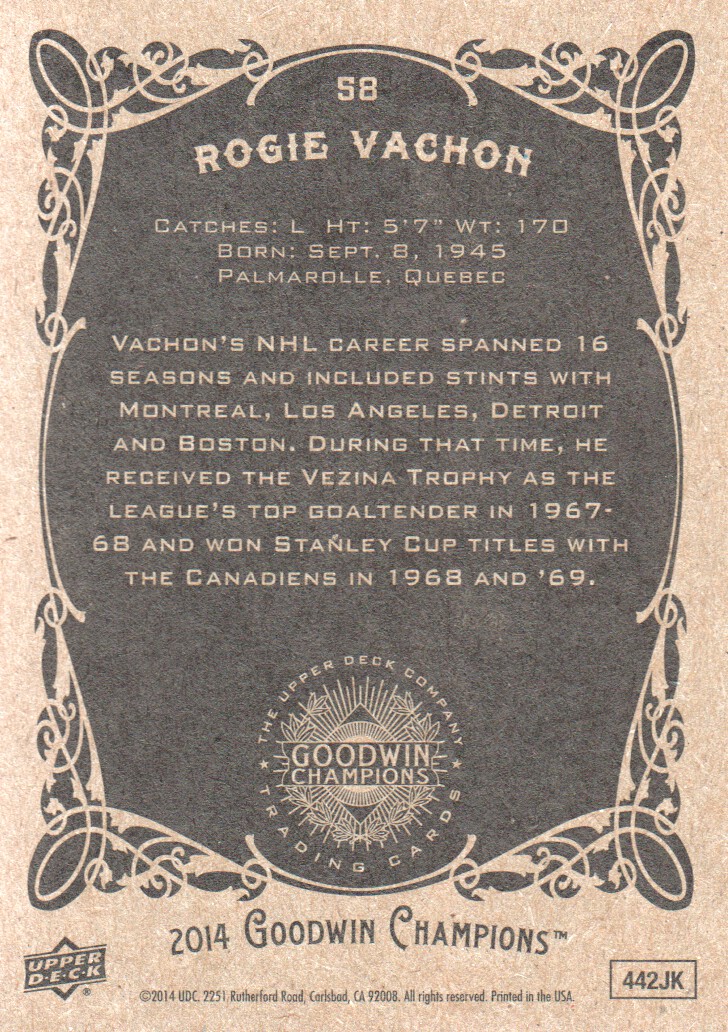 58
ROGIE VACHON
CATCHES: L HT: 5'7" WT: 170
BORN: SEPT. 8, 1945
PALMAROLLE, QUEBEC
VACHON'S NHL CAREER SPANNED 16
SEASONS AND INCLUDED STINTS WITH
MONTREAL, LOS ANGELES, DETROIT
AND BOSTON. DURING THAT TIME, HE
RECEIVED THE VEZINA TROPHY AS THE
LEAGUE'S TOP GOALTENDER IN 1967-
68 AND WON STANLEY CUP TITLES WITH
THE CANADIENS IN 1968 AND '69.
THE UPPER DECK COMPANY
GOODWIN
CHAMPIONS
★ TRADING CARDS ★
2014 GOODWIN CHAMPIONS™
UPPER
D·E·C·K
®
©2014 UDC. 2251 Rutherford Road, Carlsbad, CA 92008. All rights reserved. Printed in the USA.
442JK